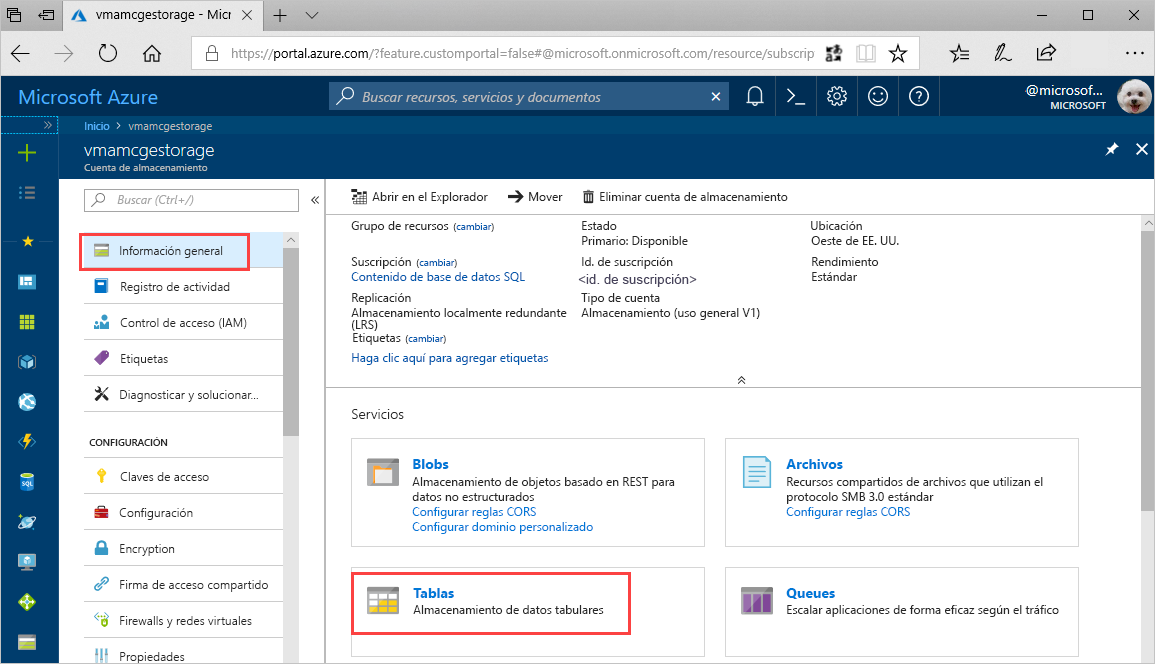 vmamcgestorage - Micr
https://portal.azure.com/?feature.customportal=false#@microsoft.onmicrosoft.com/resource/subscrip
Microsoft Azure
Buscar recursos, servicios y documentos
@microsof...
MICROSOFT
Inicio > vmamcgestorage
vmamcgestorage
Cuenta de almacenamiento
Buscar (Ctrl+/)
Información general
Registro de actividad
Control de acceso (IAM)
Etiquetas
Diagnosticar y solucionar...
CONFIGURACIÓN
Claves de acceso
Configuración
Encryption
Firma de acceso compartido
Firewalls y redes virtuales
Propiedades
SQL
Abrir en el Explorador
Mover
Eliminar cuenta de almacenamiento
Grupo de recursos (cambiar)
Estado
Primario: Disponible
Ubicación
Oeste de EE. UU.
Suscripción (cambiar)
Contenido de base de datos SQL
Id. de suscripción
<id. de suscripción>
Rendimiento
Estándar
Replicación
Almacenamiento localmente redundante
(LRS)
Tipo de cuenta
Almacenamiento (uso general V1)
Etiquetas (cambiar)
Haga clic aquí para agregar etiquetas
Servicios
Blobs
Almacenamiento de objetos basado en REST para
datos no estructurados
Configurar reglas CORS
Configurar dominio personalizado
Archivos
Recursos compartidos de archivos que utilizan el
protocolo SMB 3.0 estándar
Configurar reglas CORS
Tablas
Almacenamiento de datos tabulares
Queues
Escalar aplicaciones de forma eficaz según el tráfico